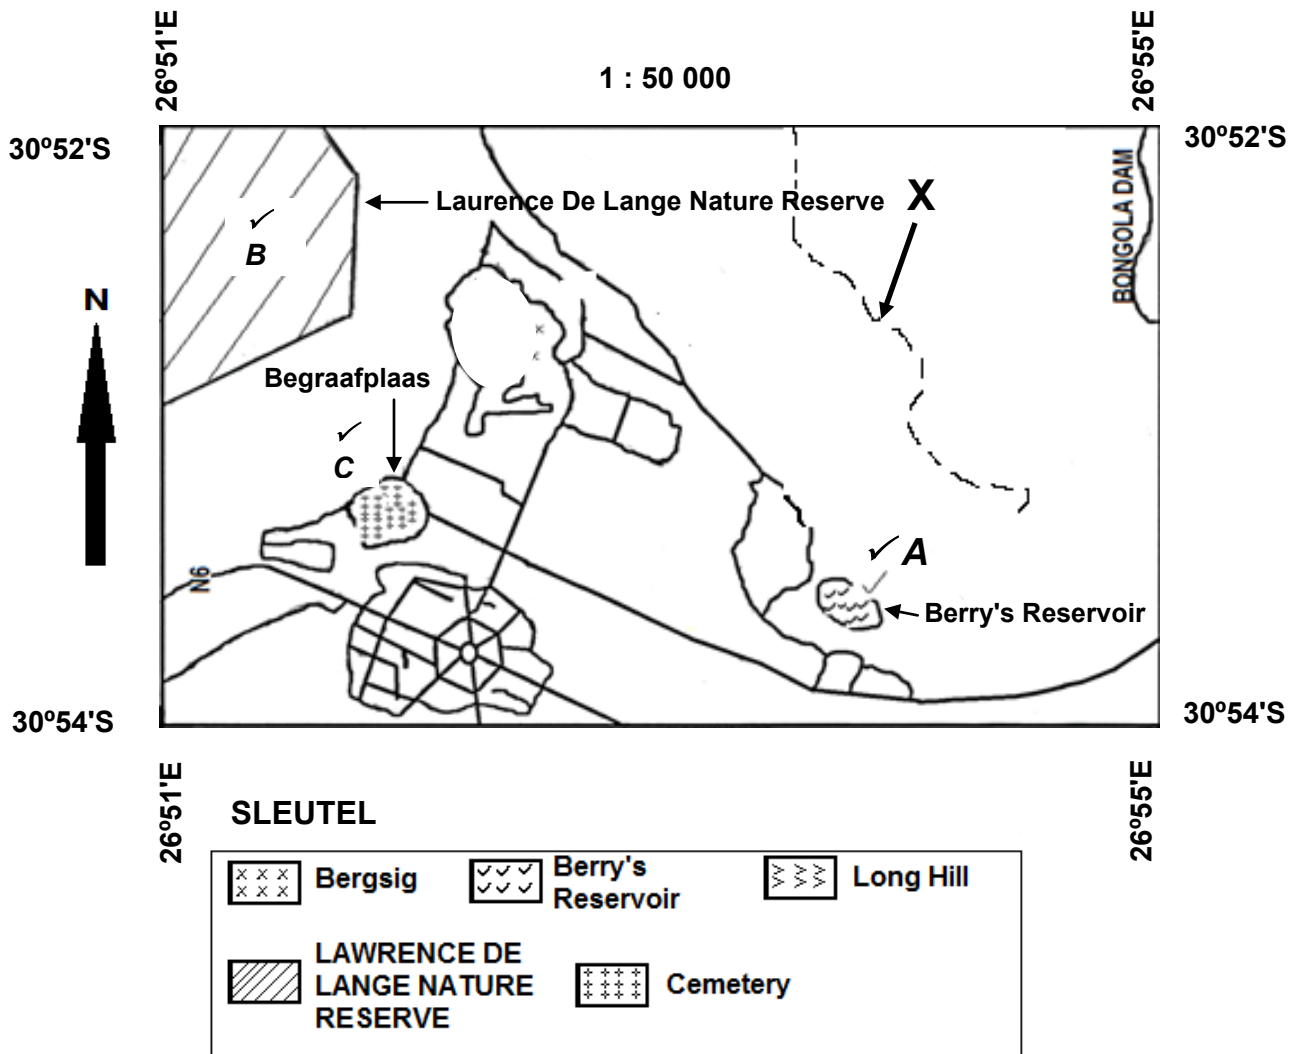 26º51'E
26º55'E
1 : 50 000
30º52'S
30º52'S
BONGOLA DAM
Laurence De Lange Nature Reserve X
✓
B
N
Begraafplaas
✓
C
✓ A
N6
Berry's Reservoir
30º54'S
30º54'S
26º51'E
26º55'E
SLEUTEL
Bergsig
Berry's
Reservoir
Long Hill
LAWRENCE DE
LANGE NATURE
RESERVE
Cemetery